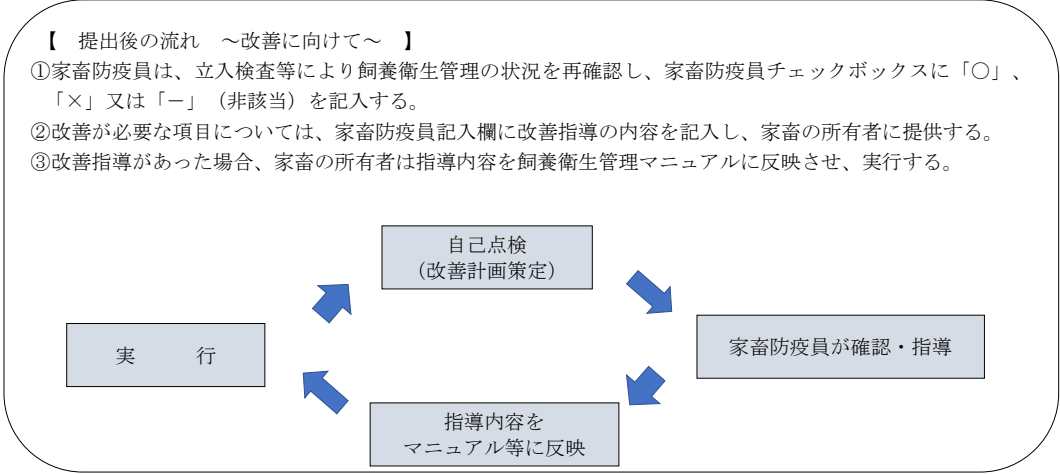 【　提出後の流れ　～改善に向けて～　】
①家畜防疫員は、立入検査等により飼養衛生管理の状況を再確認し、家畜防疫員チェックボックスに「○」、
「×」又は「－」（非該当）を記入する。
②改善が必要な項目については、家畜防疫員記入欄に改善指導の内容を記入し、家畜の所有者に提供する。
③改善指導があった場合、家畜の所有者は指導内容を飼養衛生管理マニュアルに反映させ、実行する。
自己点検
（改善計画策定）
実　　　行
家畜防疫員が確認・指導
指導内容を
マニュアル等に反映